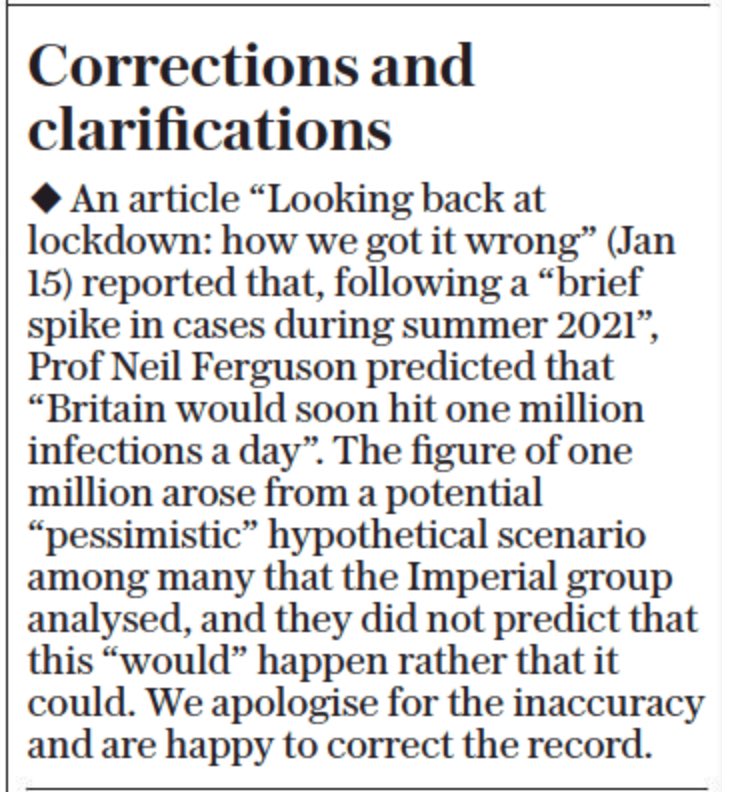 Corrections and
clarifications
◆ An article “Looking back at
lockdown: how we got it wrong” (Jan
15) reported that, following a “brief
spike in cases during summer 2021”,
Prof Neil Ferguson predicted that
“Britain would soon hit one million
infections a day”. The figure of one
million arose from a potential
“pessimistic” hypothetical scenario
among many that the Imperial group
analysed, and they did not predict that
this “would” happen rather that it
could. We apologise for the inaccuracy
and are happy to correct the record.